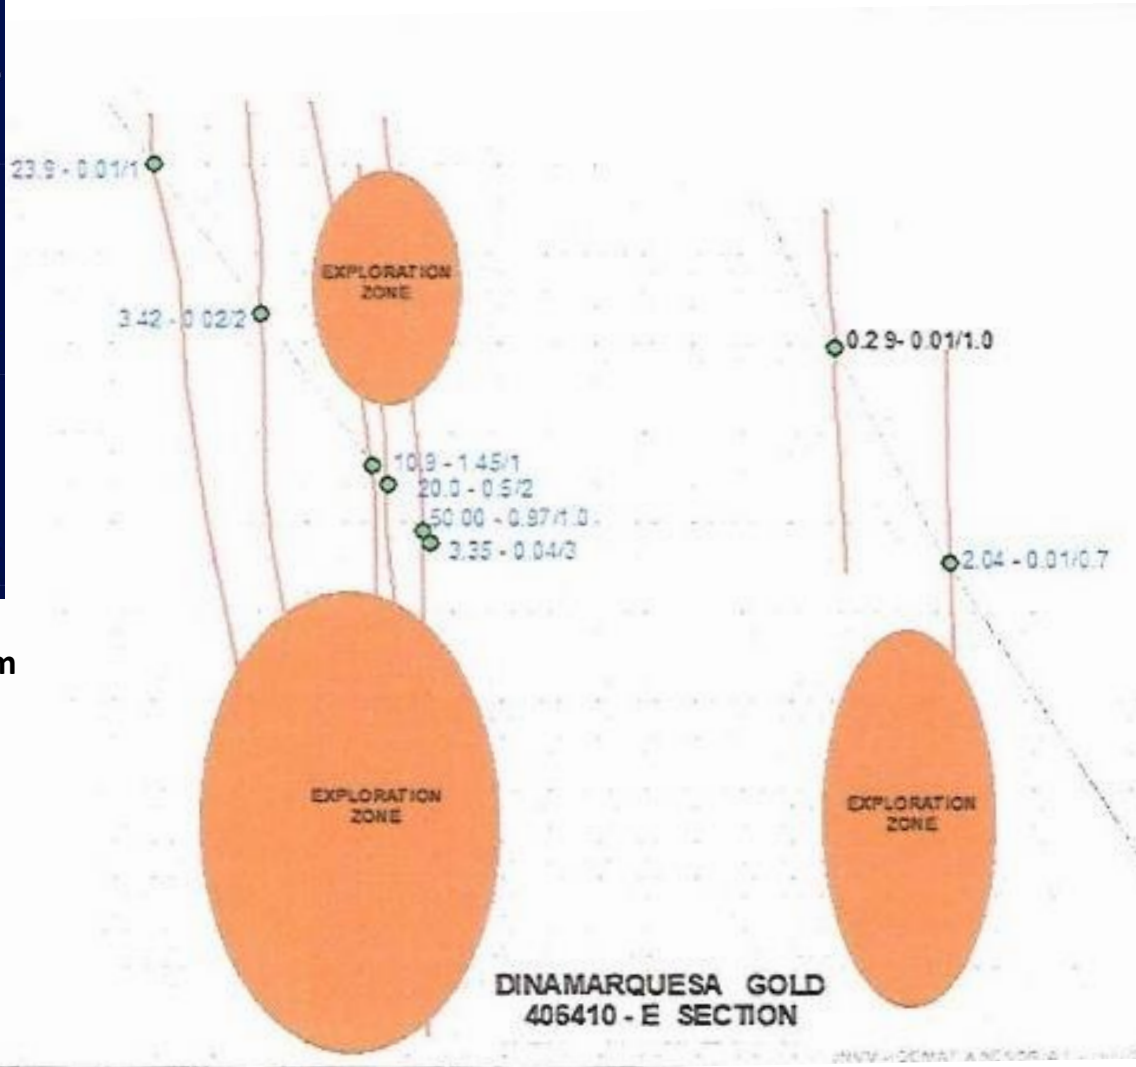 23.9 - 0.01/1
EXPLORATION
ZONE
3.42 - 0.02/2
0.2 9- 0.01/1.0
10.9 - 1.45/1
20.0 - 0.5/2
50.00 - 0.97/1.0
3.35 - 0.04/3
2.04 - 0.01/0.7
m
EXPLORATION
ZONE
EXPLORATION
ZONE
DINAMARQUESA GOLD
406410 - E SECTION